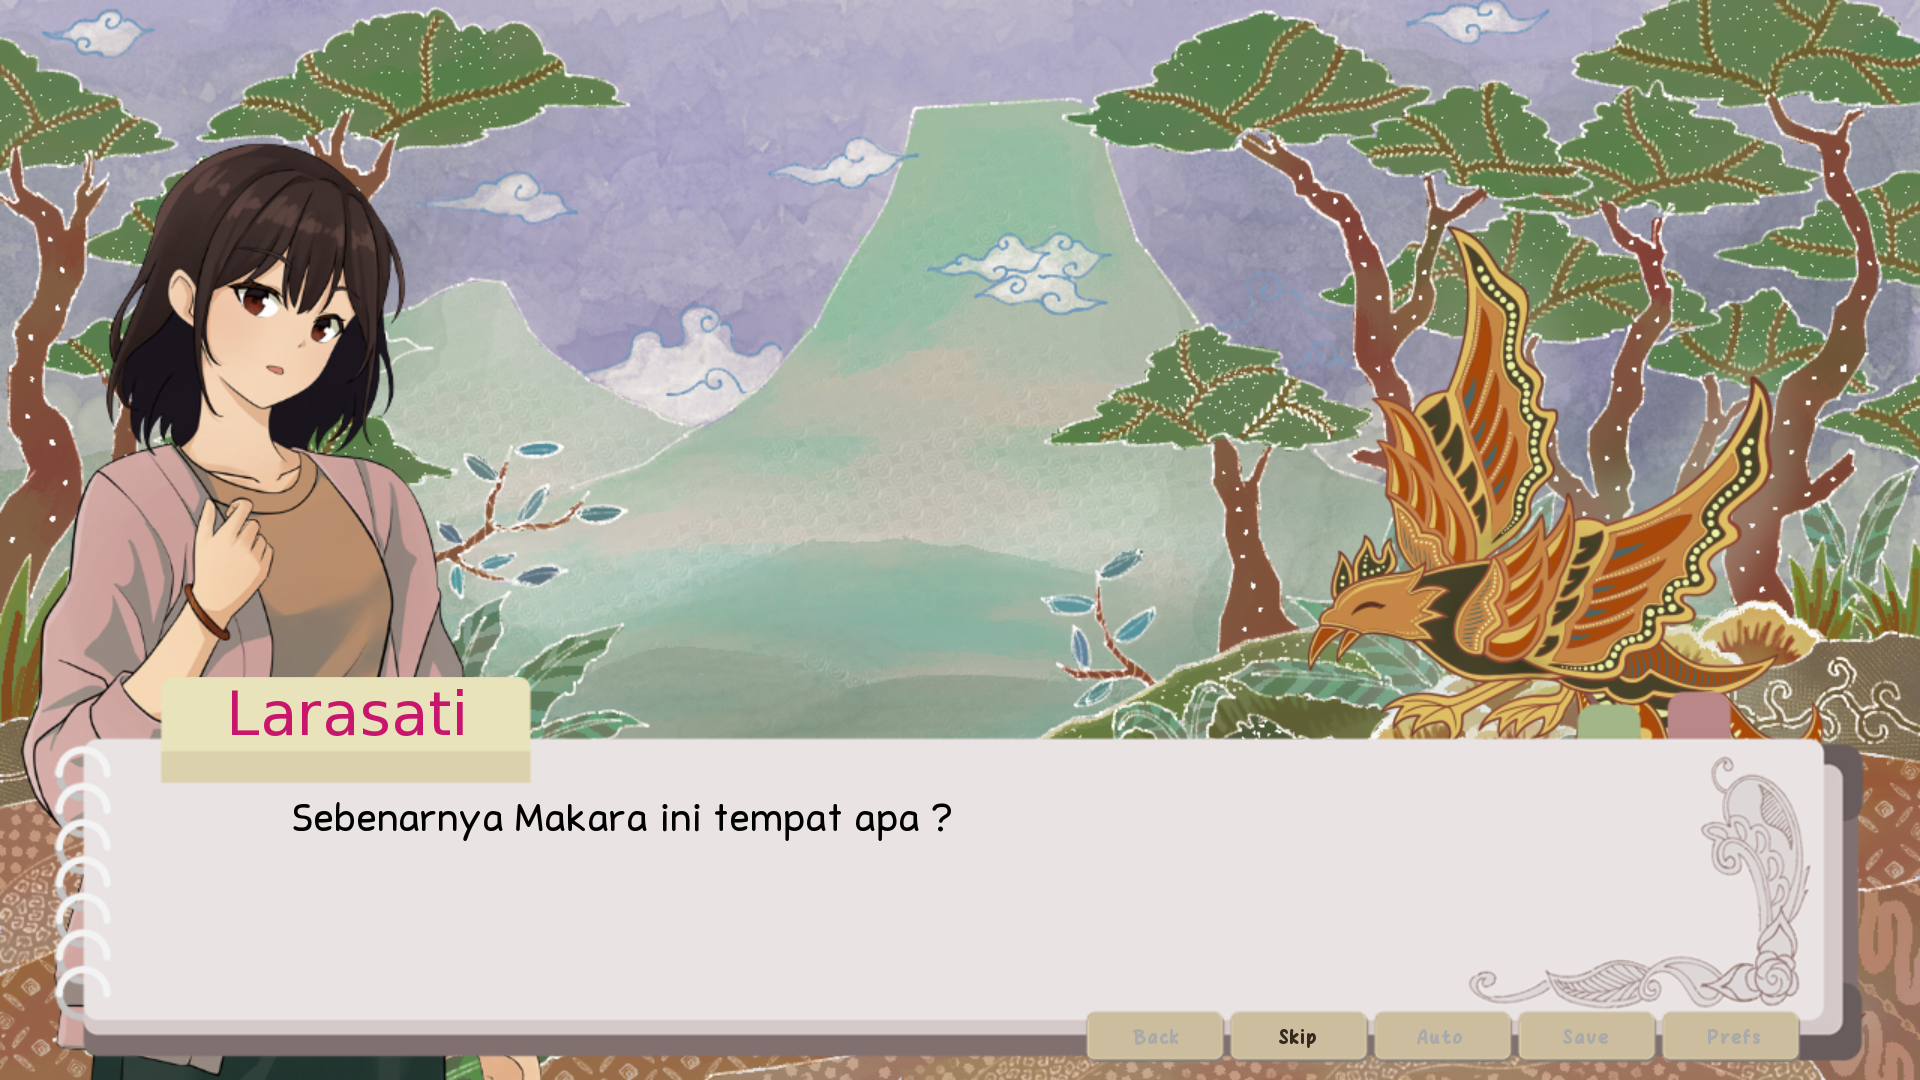 Larasati
Sebenarnya Makara ini tempat apa ?
Back
Skip
Auto
Save
Prefs